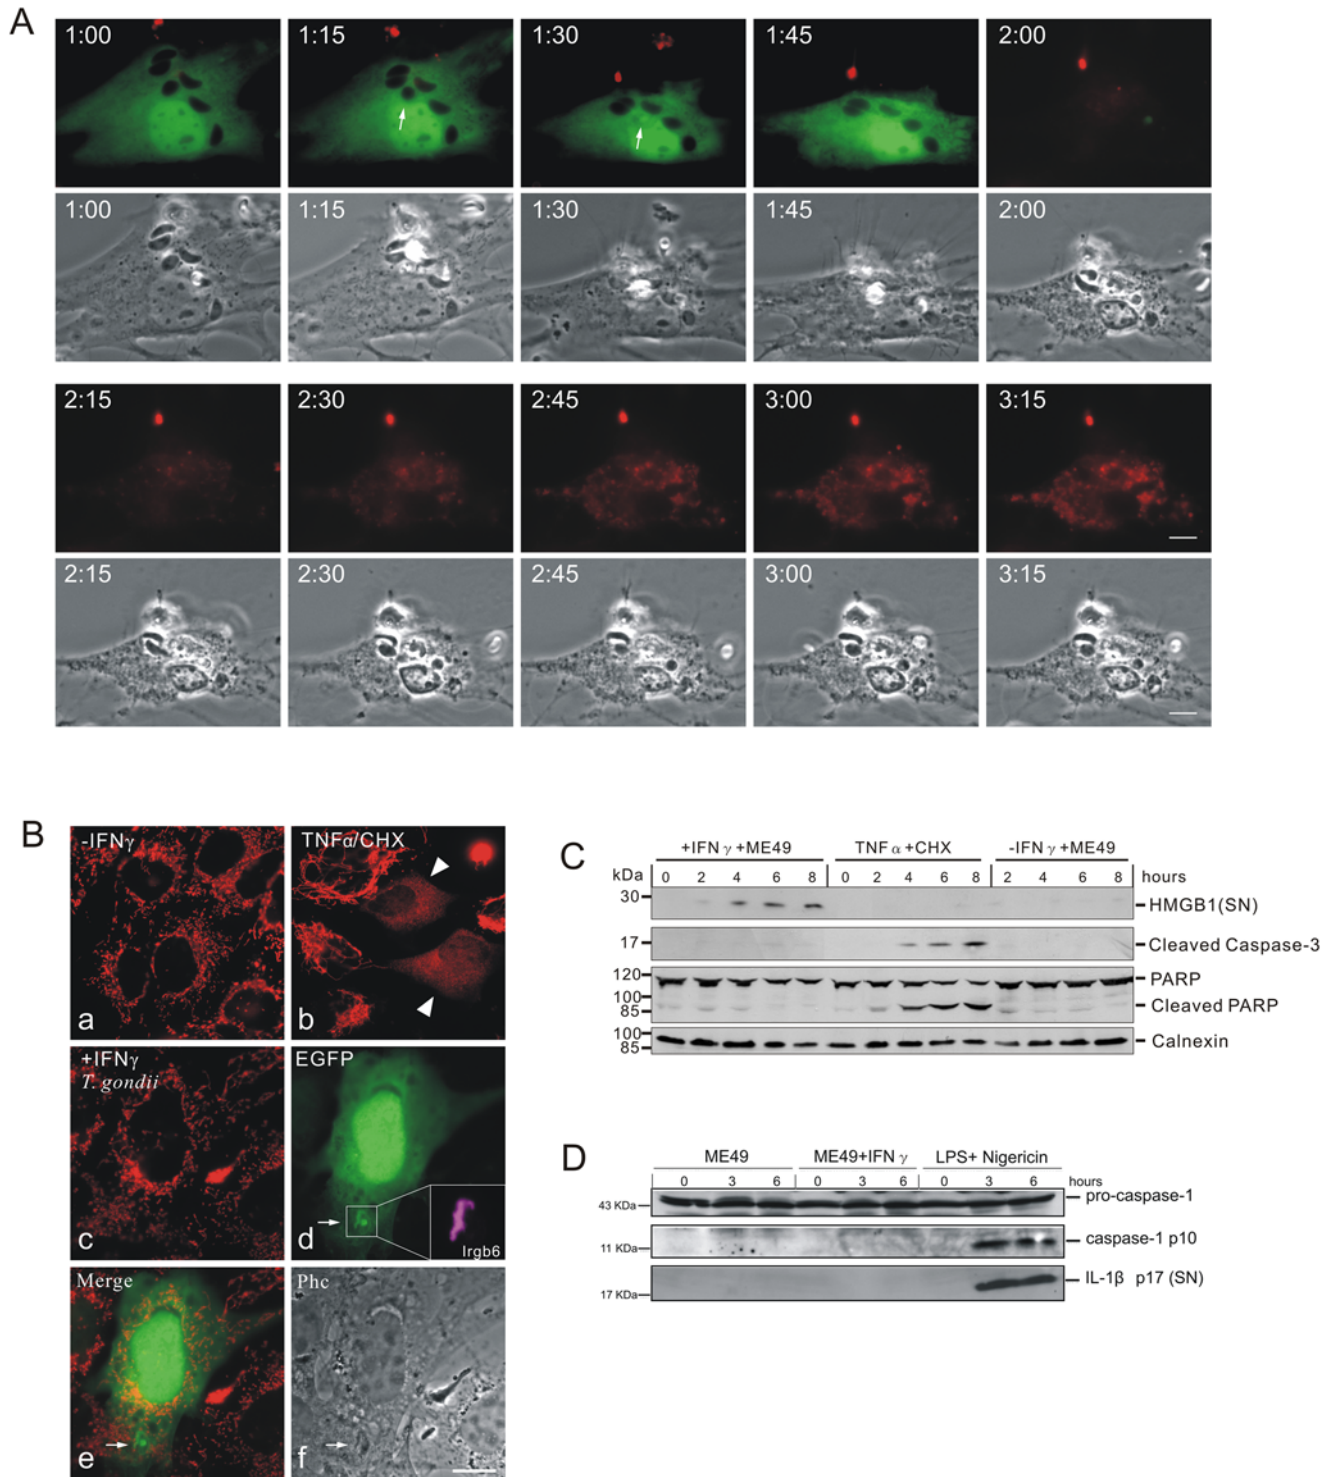 A
1:00 1:15 1:30 1:45 2:00
1:00 1:15 1:30 1:45 2:00
2:15 2:30 2:45 3:00 3:15
2:15 2:30 2:45 3:00 3:15
B
-IFNγ
a
TNFα/CHX
b
+IFNγ
T. gondii
c
EGFP
d
Irgb6
Merge
e
Phc
f
C
+IFN γ +ME49 TNF α +CHX -IFN γ +ME49
kDa 0 2 4 6 8 0 2 4 6 8 2 4 6 8 hours
30 HMGB1(SN)
17 Cleaved Caspase-3
120 PARP
100
85 Cleaved PARP
100
85 Calnexin
D
ME49 ME49+IFN γ LPS+ Nigericin
0 3 6 0 3 6 0 3 6 hours
43 KDa pro-caspase-1
11 KDa caspase-1 p10
17 KDa IL-1β p17 (SN)